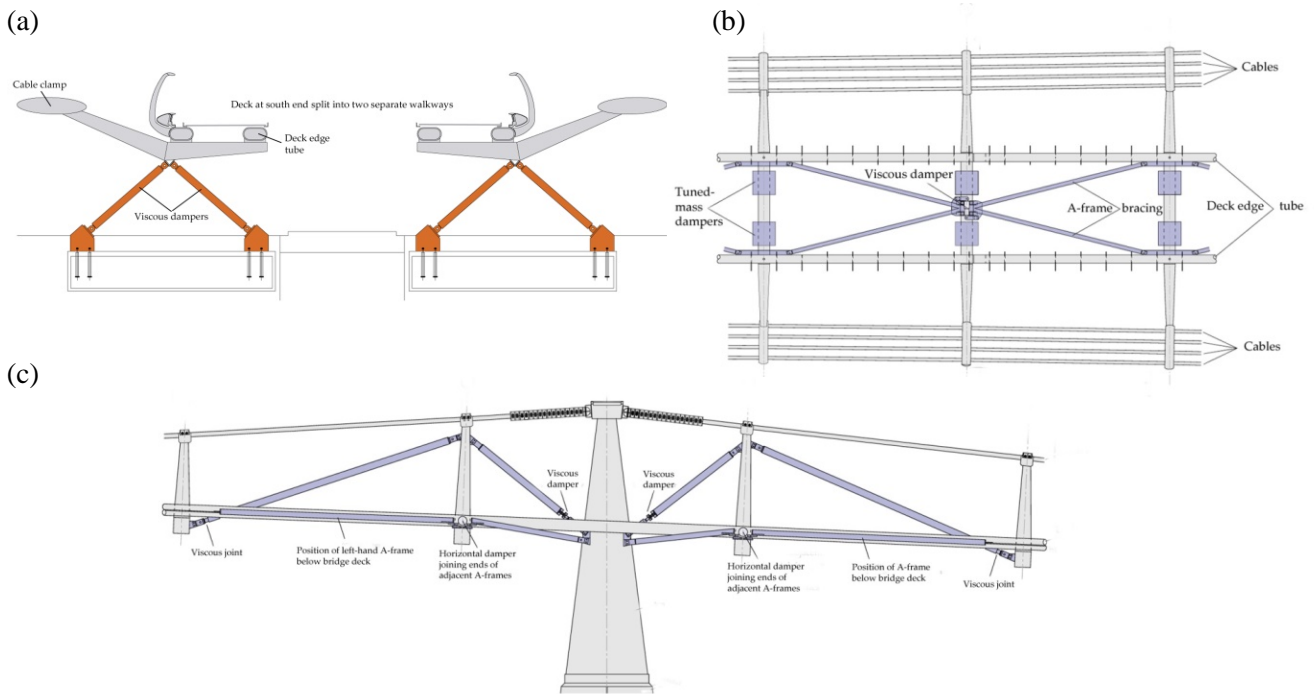 (a)
Cable clamp
Deck at south end split into two separate walkways
Deck edge
tube
Viscous dampers
(b)
Cables
Viscous damper
Tuned-
mass
dampers
A-frame bracing
Deck edge tube
Cables
(c)
Viscous
damper
Viscous
damper
Viscous joint
Position of left-hand A-frame
below bridge deck
Horizontal damper
joining ends of
adjacent A-frames
Horizontal damper
joining ends of
adjacent A-frames
Position of A-frame
below bridge deck
Viscous joint